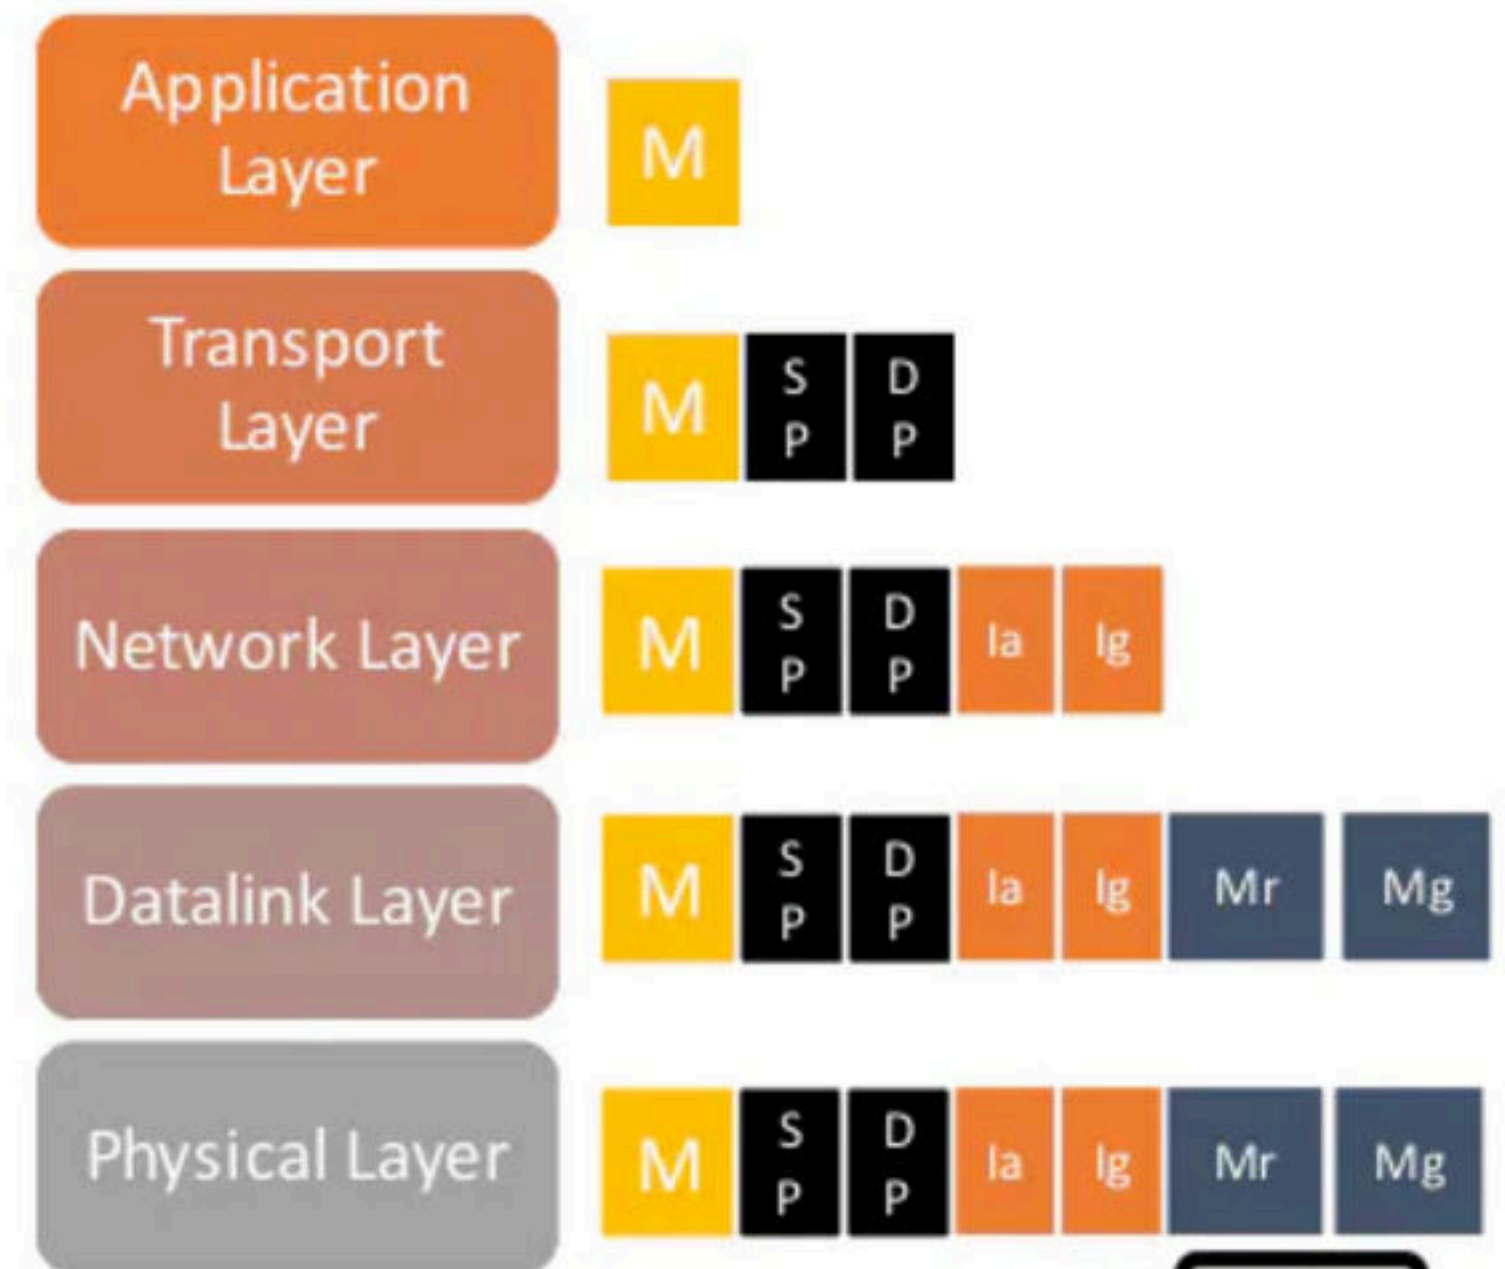 Application
Layer
M
Transport
Layer
M
S
P
D
P
Network Layer
M
S
P
D
P
Ia
Ig
Datalink Layer
M
S
P
D
P
Ia
Ig
Mr
Mg
Physical Layer
M
S
P
D
P
Ia
Ig
Mr
Mg